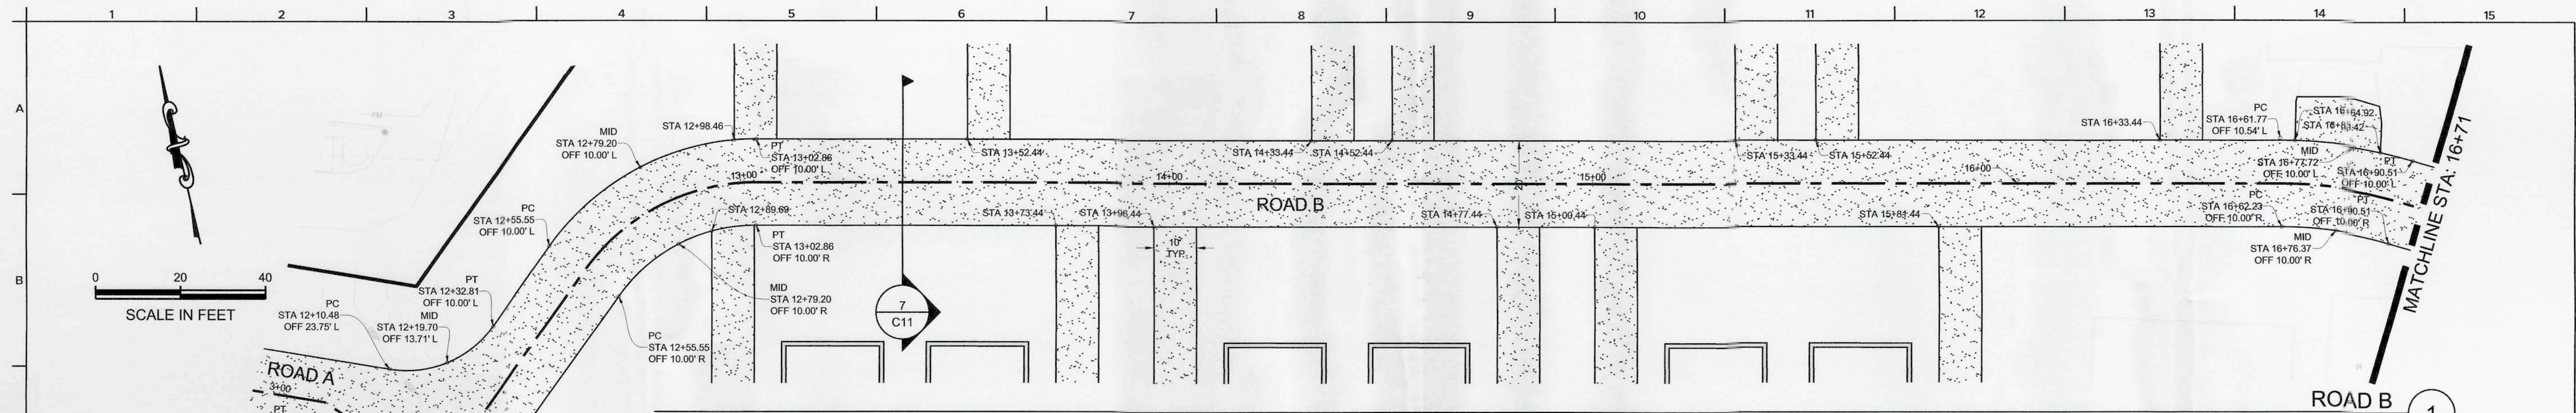 1 2 3 4 5 6 7 8 9 10 11 12 13 14 15
A
B
MID
STA 12+79.20
OFF 10.00' L
STA 12+98.46
PT
STA 13+02.86
OFF 10.00' L
STA 13+52.44
STA 14+33.44
STA 14+52.44
STA 15+33.44
STA 15+52.44
STA 16+33.44
PC
STA 16+61.77
OFF 10.54' L
STA 16+64.92
STA 16+83.42
MID
STA 16+77.72
OFF 10.00' L
PT
STA 16+90.51
OFF 10.00' L
13+00
14+00
15+00
16+00
20'
ROAD B
PC
STA 12+55.55
OFF 10.00' L
STA 12+89.69
STA 13+73.44
STA 13+96.44
STA 14+77.44
STA 15+00.44
STA 15+81.44
PC
STA 16+62.23
OFF 10.00' R
PT
STA 16+90.51
OFF 10.00' R
MID
STA 16+76.37
OFF 10.00' R
MATCHLINE STA. 16+71
PT
STA 13+02.86
OFF 10.00' R
10'
TYP.
0 20 40
SCALE IN FEET
PT
STA 12+32.81
OFF 10.00' L
PC
STA 12+10.48
OFF 23.75' L
MID
STA 12+19.70
OFF 13.71' L
MID
STA 12+79.20
OFF 10.00' R
7
C11
PC
STA 12+55.55
OFF 10.00' R
ROAD A
3+00
PT
ROAD B
1
FM